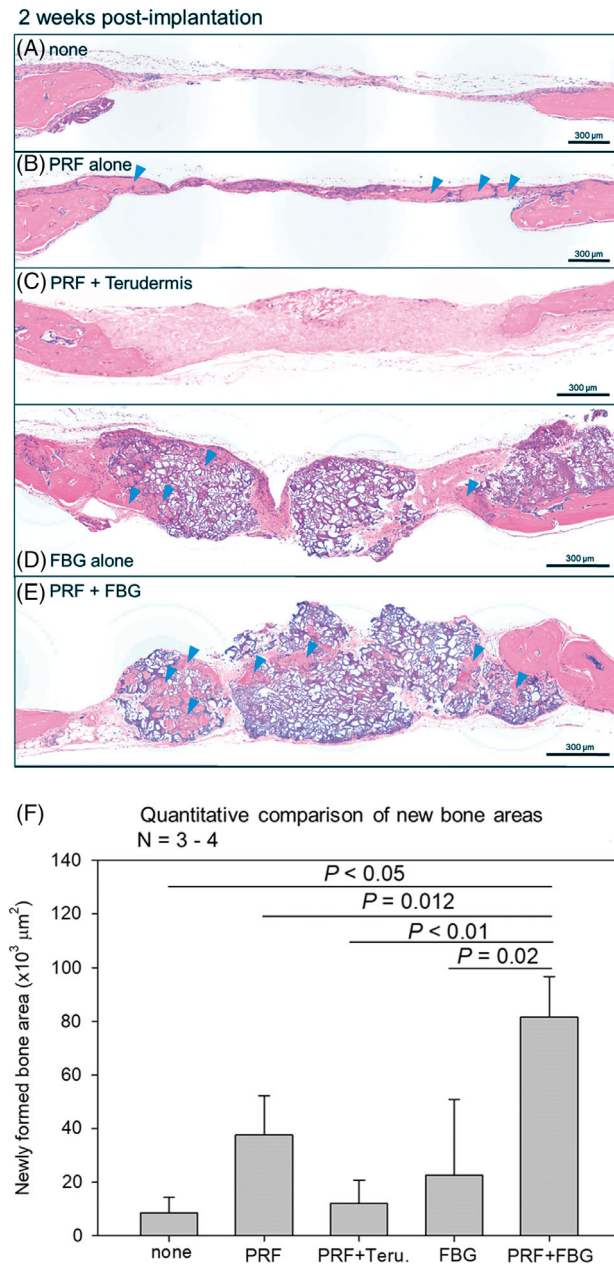 2 weeks post-implantation
(A) none
300 µm
(B) PRF alone
300 µm
(C) PRF + Terudermis
300 µm
(D) FBG alone
300 µm
(E) PRF + FBG
300 µm
(F) Quantitative comparison of new bone areas
N = 3 - 4
140
120
100
80
60
40
20
0
Newly formed bone area (x10³ µm²)
P < 0.05
P = 0.012
P < 0.01
P = 0.02
none PRF PRF+Teru. FBG PRF+FBG